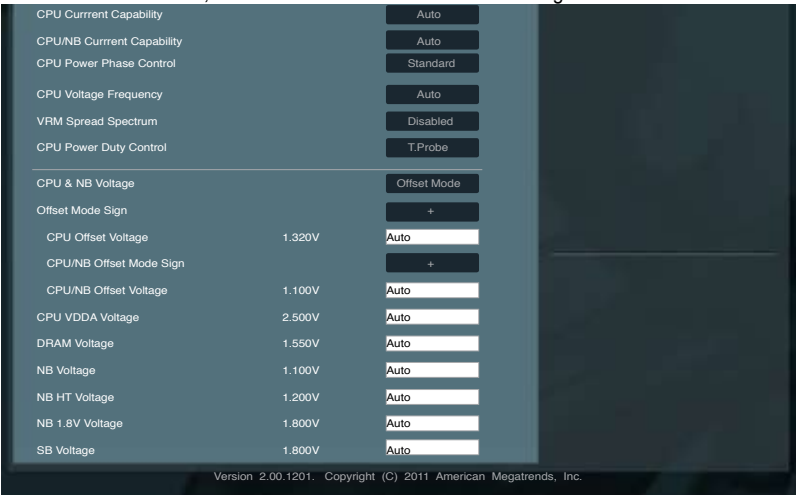 CPU Currrent Capability Auto
CPU/NB Currrent Capability Auto
CPU Power Phase Control Standard
CPU Voltage Frequency Auto
VRM Spread Spectrum Disabled
CPU Power Duty Control T.Probe
CPU & NB Voltage Offset Mode
Offset Mode Sign +
CPU Offset Voltage 1.320V Auto
CPU/NB Offset Mode Sign +
CPU/NB Offset Voltage 1.100V Auto
CPU VDDA Voltage 2.500V Auto
DRAM Voltage 1.550V Auto
NB Voltage 1.100V Auto
NB HT Voltage 1.200V Auto
NB 1.8V Voltage 1.800V Auto
SB Voltage 1.800V Auto
Version 2.00.1201. Copyright (C) 2011 American Megatrends, Inc.